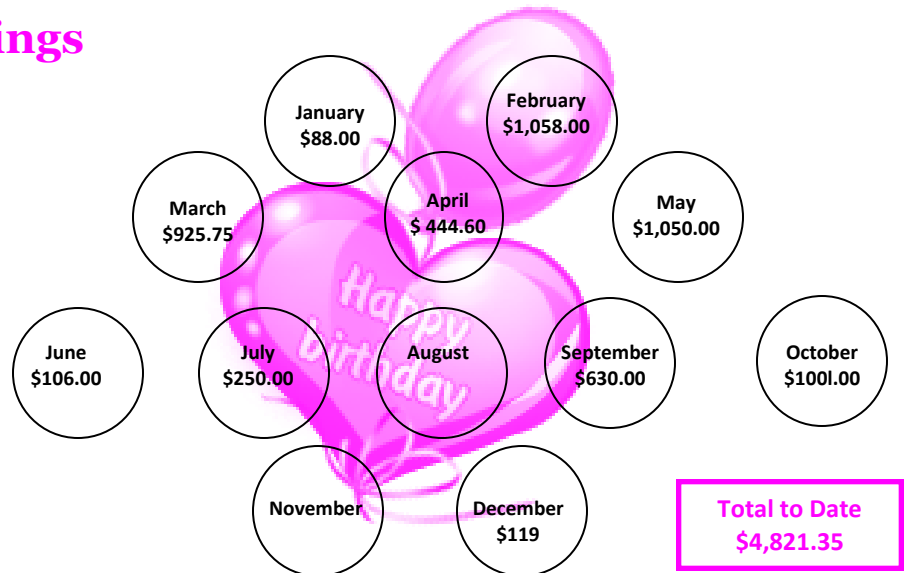 ings
January
$88.00
February
$1,058.00
March
$925.75
April
$ 444.60
May
$1,050.00
Happy
birthday
June
$106.00
July
$250.00
August
September
$630.00
October
$100l.00
November
December
$119
Total to Date
$4,821.35